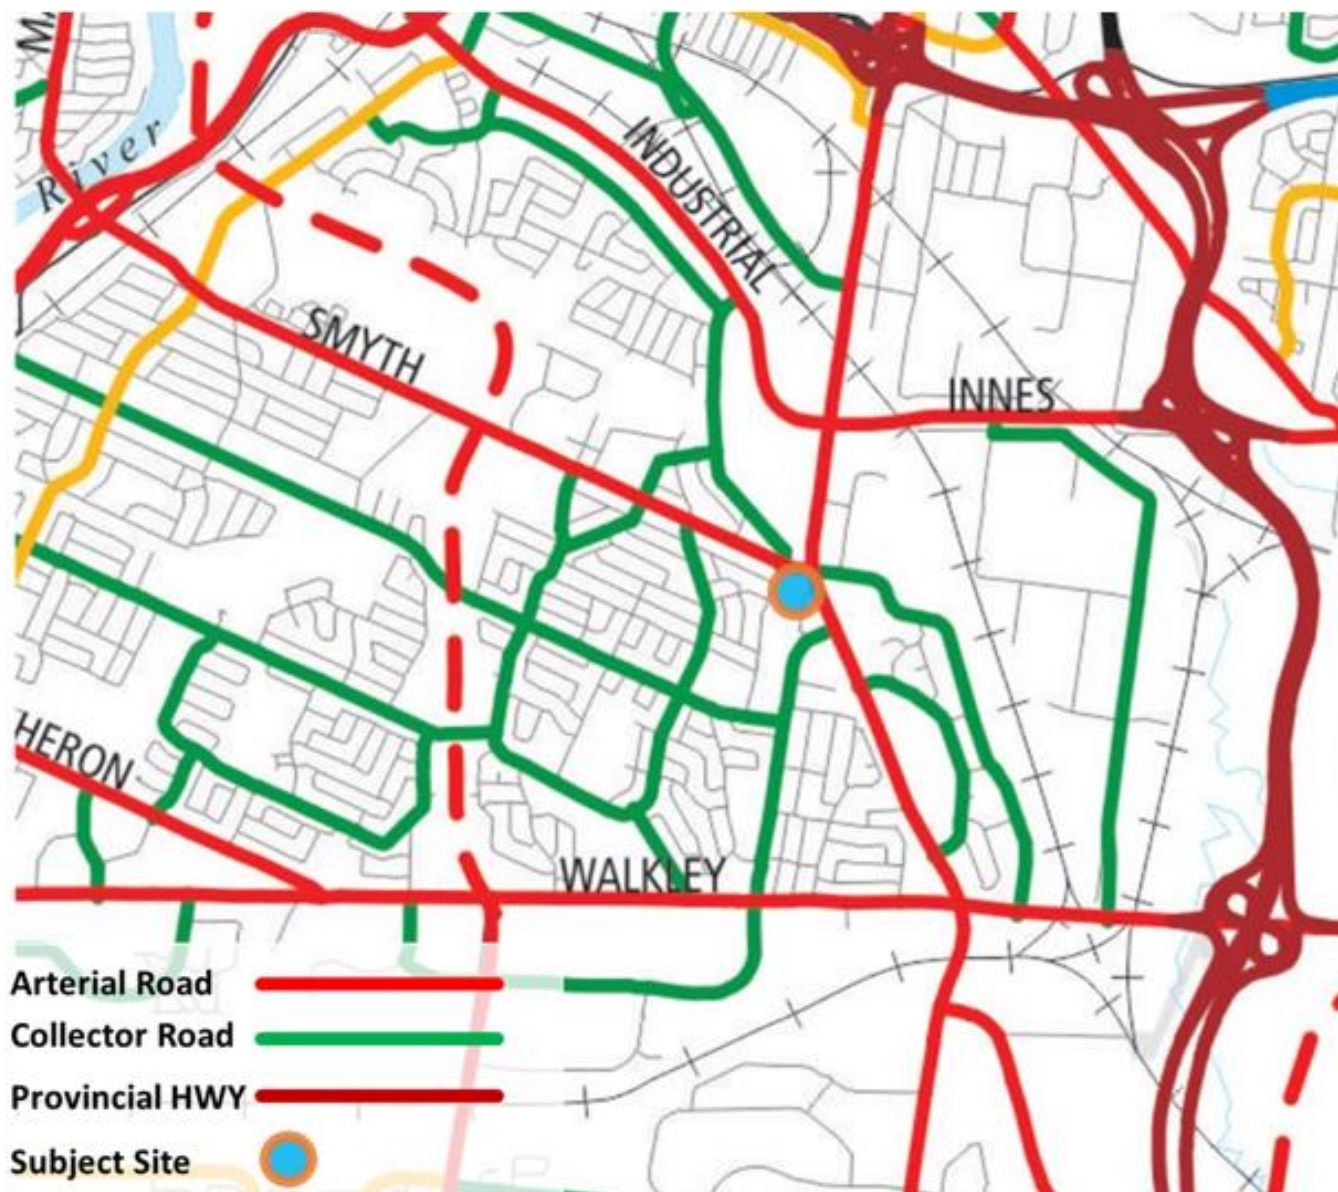 M
River
INDUSTRIAL
SMYTH
INNES
HERON
WALKLEY
Arterial Road
Collector Road
Provincial HWY
Subject Site